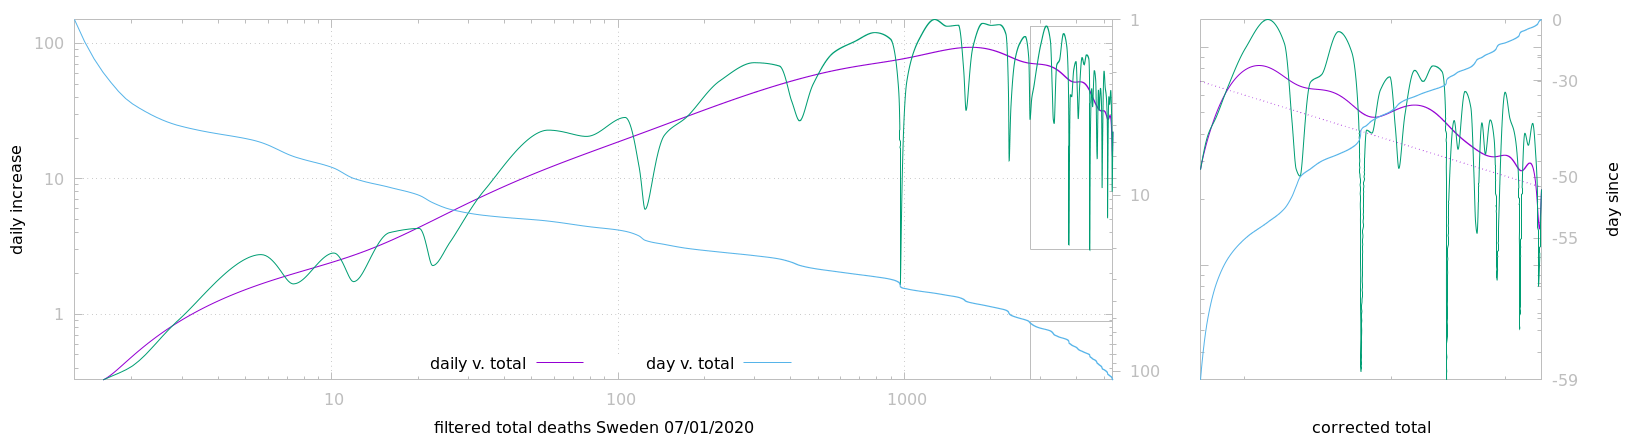 daily increase
100
10
1
10
100
1000
1
10
100
daily v. total
day v. total
filtered total deaths Sweden 07/01/2020
0
-30
-50
-55
-59
day since
corrected total